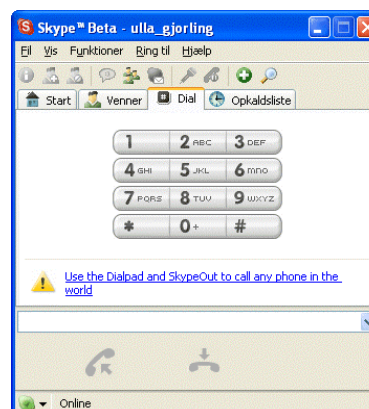 Skype™ Beta - ulla_gjorling
Fil Vis Funktioner Ring til Hjælp
Start Venner Dial Opkaldsliste
1 2 ABC 3 DEF
4 GHI 5 JKL 6 mno
7 PQRS 8 TUV 9 WXYZ
* 0 + #
Use the Dialpad and SkypeOut to call any phone in the
world
Online